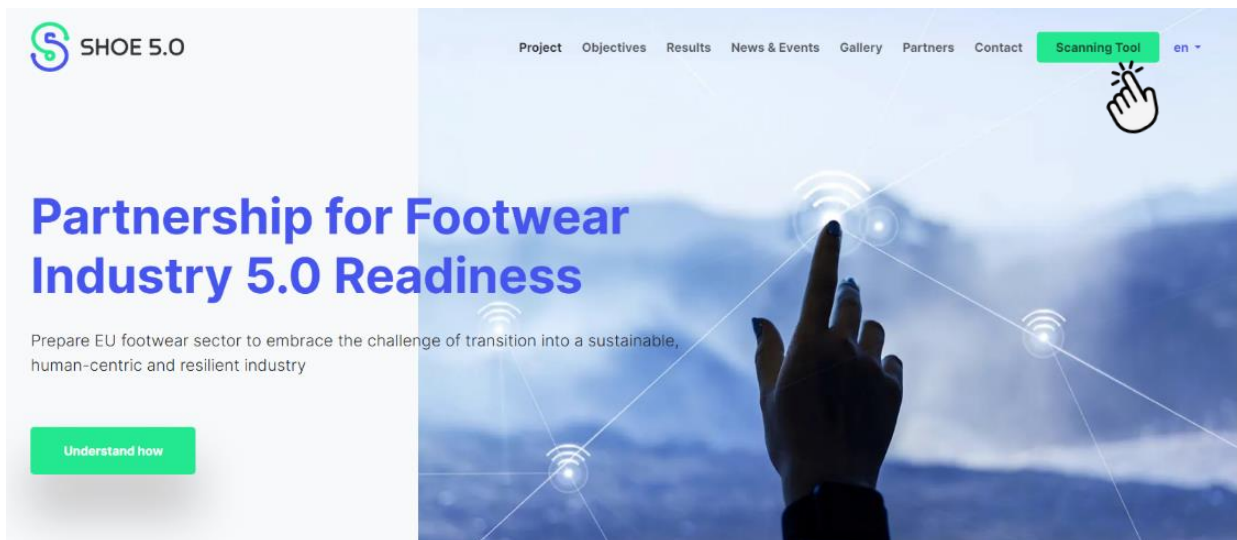 SHOE 5.0
Project Objectives Results News & Events Gallery Partners Contact Scanning Tool en
Partnership for Footwear
Industry 5.0 Readiness
Prepare EU footwear sector to embrace the challenge of transition into a sustainable,
human-centric and resilient industry
Understand how